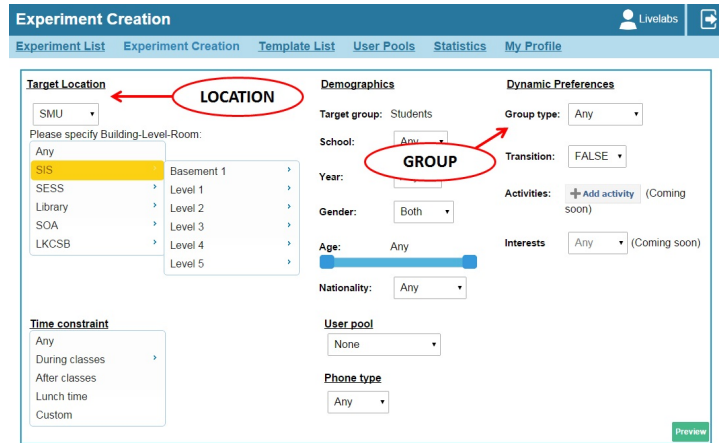 Experiment Creation
Livelabs
Experiment List Experiment Creation Template List User Pools Statistics My Profile
Target Location
LOCATION
SMU
Please specify Building-Level-Room:
Any
SIS
SESS
Library
SOA
LKCSB
Basement 1
Level 1
Level 2
Level 3
Level 4
Level 5
Time constraint
Any
During classes
After classes
Lunch time
Custom
Demographics
Target group: Students
School: Any
GROUP
Year:
Gender: Both
Age: Any
Nationality: Any
User pool
None
Phone type
Any
Dynamic Preferences
Group type: Any
Transition: FALSE
Activities: Add activity (Coming
soon)
Interests Any (Coming soon)
Preview